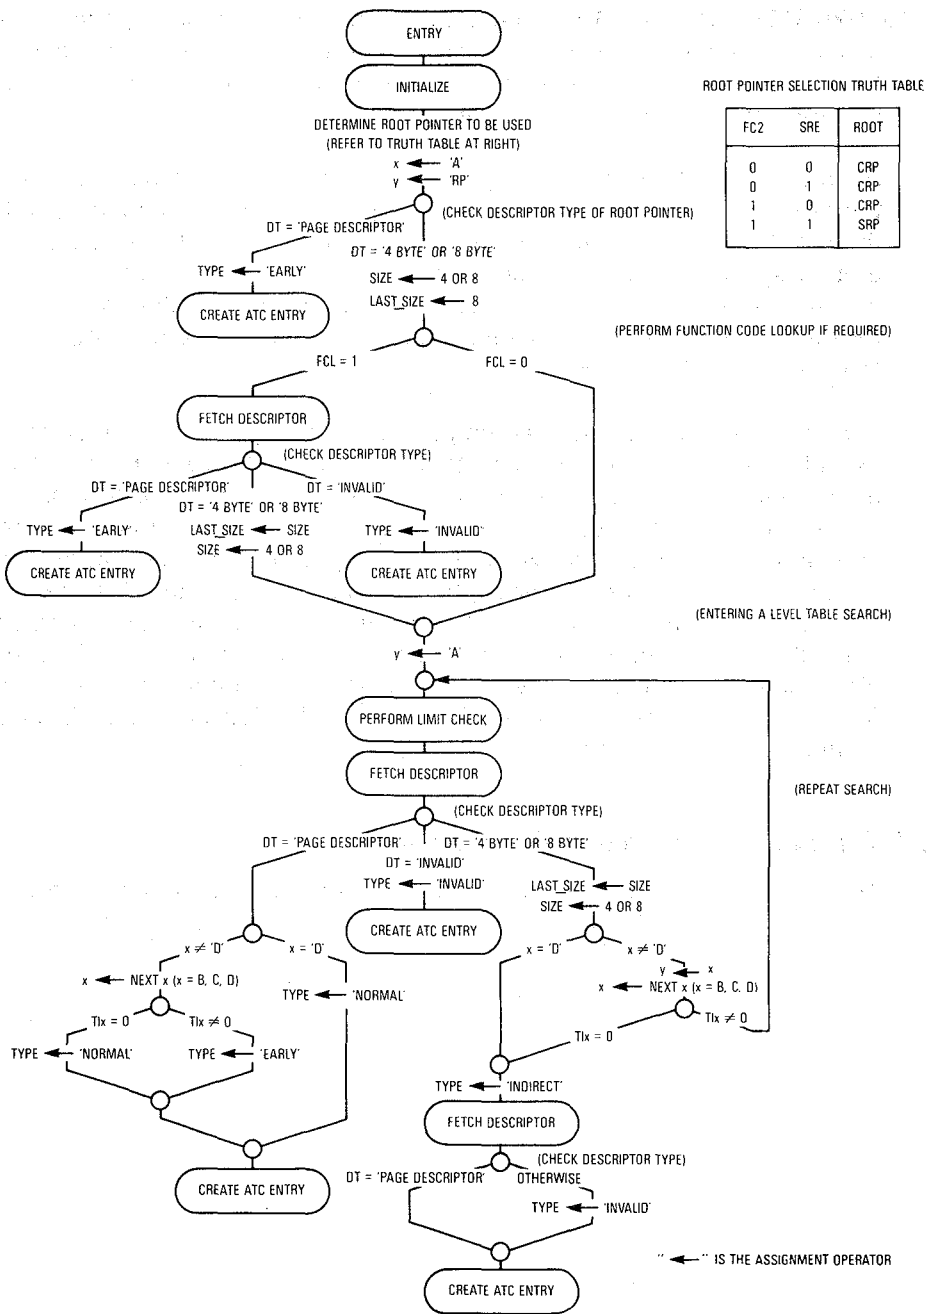 ENTRY
INITIALIZE
DETERMINE ROOT POINTER TO BE USED
(REFER TO TRUTH TABLE AT RIGHT)
x ← 'A'
y ← 'RP'
ROOT POINTER SELECTION TRUTH TABLE
FC2 SRE ROOT
0 0 CRP
0 1 CRP
1 0 CRP
1 1 SRP
(CHECK DESCRIPTOR TYPE OF ROOT POINTER)
DT = 'PAGE DESCRIPTOR'
DT = '4 BYTE' OR '8 BYTE'
TYPE ← 'EARLY'
SIZE ← 4 OR 8
CREATE ATC ENTRY
LAST_SIZE ← 8
(PERFORM FUNCTION CODE LOOKUP IF REQUIRED)
FCL = 1
FCL = 0
FETCH DESCRIPTOR
(CHECK DESCRIPTOR TYPE)
DT = 'PAGE DESCRIPTOR'
DT = 'INVALID'
DT = '4 BYTE' OR '8 BYTE'
TYPE ← 'EARLY'
LAST_SIZE ← SIZE
TYPE ← 'INVALID'
SIZE ← 4 OR 8
CREATE ATC ENTRY
CREATE ATC ENTRY
(ENTERING A LEVEL TABLE SEARCH)
y ← 'A'
PERFORM LIMIT CHECK
FETCH DESCRIPTOR
(REPEAT SEARCH)
(CHECK DESCRIPTOR TYPE)
DT = 'PAGE DESCRIPTOR'
DT = '4 BYTE' OR '8 BYTE'
DT = 'INVALID'
TYPE ← 'INVALID'
CREATE ATC ENTRY
LAST_SIZE ← SIZE
SIZE ← 4 OR 8
x ≠ 'D'
x = 'D'
x = 'D'
x ≠ 'D'
y ← x
x ← NEXT x (x = B, C, D)
TYPE ← 'NORMAL'
x ← NEXT x (x = B, C, D)
TIx = 0
TIx ≠ 0
TIx = 0
TIx ≠ 0
TYPE ← 'NORMAL'
TYPE ← 'EARLY'
TYPE ← 'INDIRECT'
FETCH DESCRIPTOR
(CHECK DESCRIPTOR TYPE)
CREATE ATC ENTRY
DT = 'PAGE DESCRIPTOR'
OTHERWISE
TYPE ← 'INVALID'
CREATE ATC ENTRY
" ← " IS THE ASSIGNMENT OPERATOR